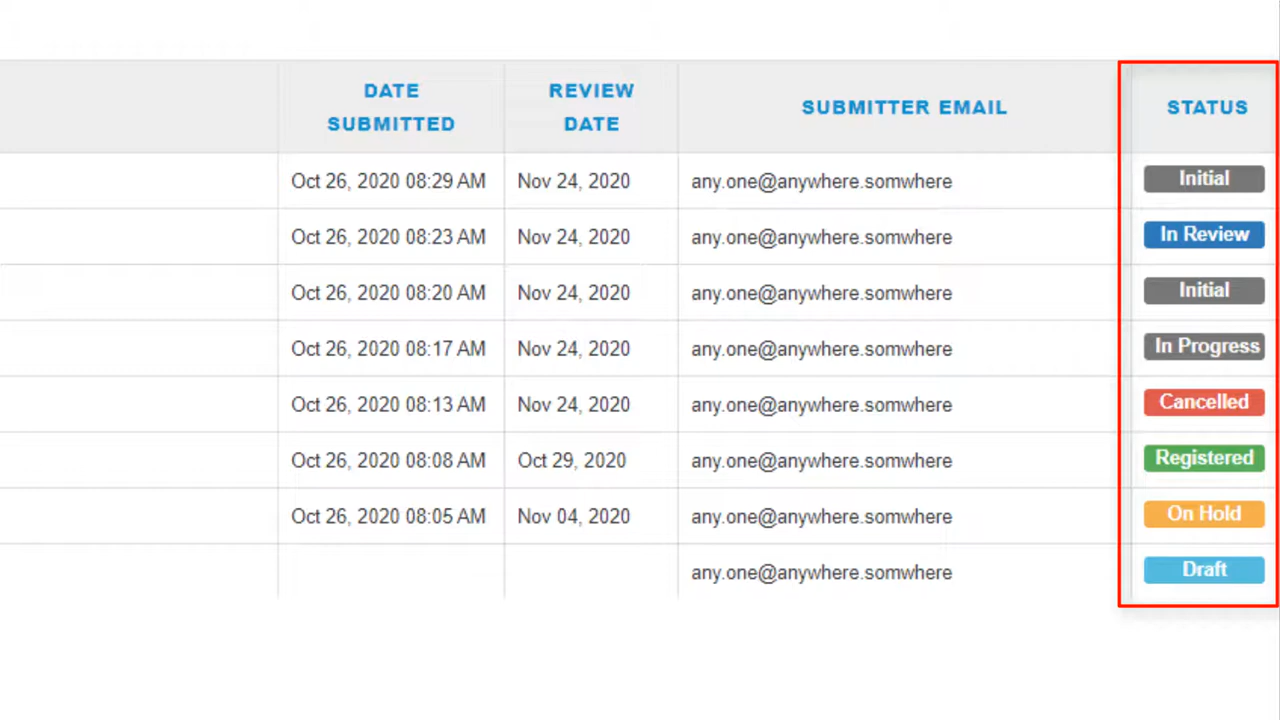 DATE SUBMITTED REVIEW DATE SUBMITTER EMAIL STATUS
Oct 26, 2020 08:29 AM Nov 24, 2020 any.one@anywhere.somwhere Initial
Oct 26, 2020 08:23 AM Nov 24, 2020 any.one@anywhere.somwhere In Review
Oct 26, 2020 08:20 AM Nov 24, 2020 any.one@anywhere.somwhere Initial
Oct 26, 2020 08:17 AM Nov 24, 2020 any.one@anywhere.somwhere In Progress
Oct 26, 2020 08:13 AM Nov 24, 2020 any.one@anywhere.somwhere Cancelled
Oct 26, 2020 08:08 AM Oct 29, 2020 any.one@anywhere.somwhere Registered
Oct 26, 2020 08:05 AM Nov 04, 2020 any.one@anywhere.somwhere On Hold
any.one@anywhere.somwhere Draft